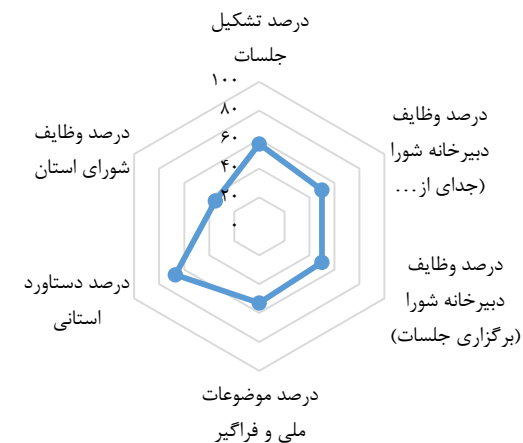 درصد تشکیل
جلسات
۱۰۰
۸۰
۶۰
۴۰
۲۰
۰
درصد وظایف
دبیرخانه شورا
(جدای از...
درصد وظایف
دبیرخانه شورا
(برگزاری جلسات)
درصد موضوعات
ملی و فراگیر
درصد دستاورد
استانی
درصد وظایف
شورای استان